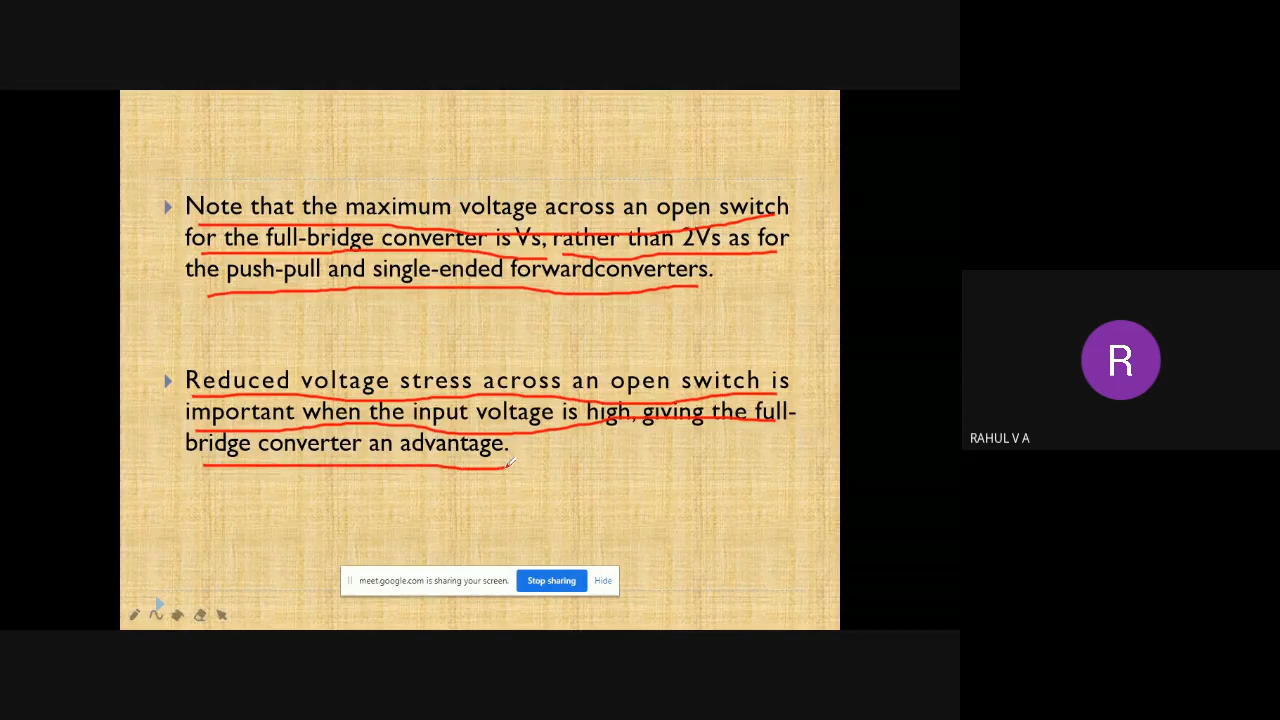 Note that the maximum voltage across an open switch
for the full-bridge converter is Vs, rather than 2Vs as for
the push-pull and single-ended forwardconverters.
Reduced voltage stress across an open switch is
important when the input voltage is high, giving the full-
bridge converter an advantage.
meet.google.com is sharing your screen. Stop sharing Hide
R
RAHUL V A